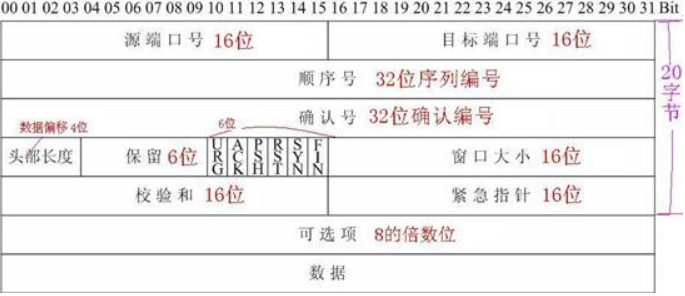 00 01 02 03 04 05 06 07 08 09 10 11 12 13 14 15 16 17 18 19 20 21 22 23 24 25 26 27 28 29 30 31 Bit
源端口号 16位 目标端口号 16位
顺序号 32位序列编号
20字节
确认号 32位确认编号
数据偏移4位 6位
头部长度 保留 6位 URG ACK PSH RST SYN FIN 窗口大小 16位
校验和 16位 紧急指针 16位
可选项 8的倍数位
数据